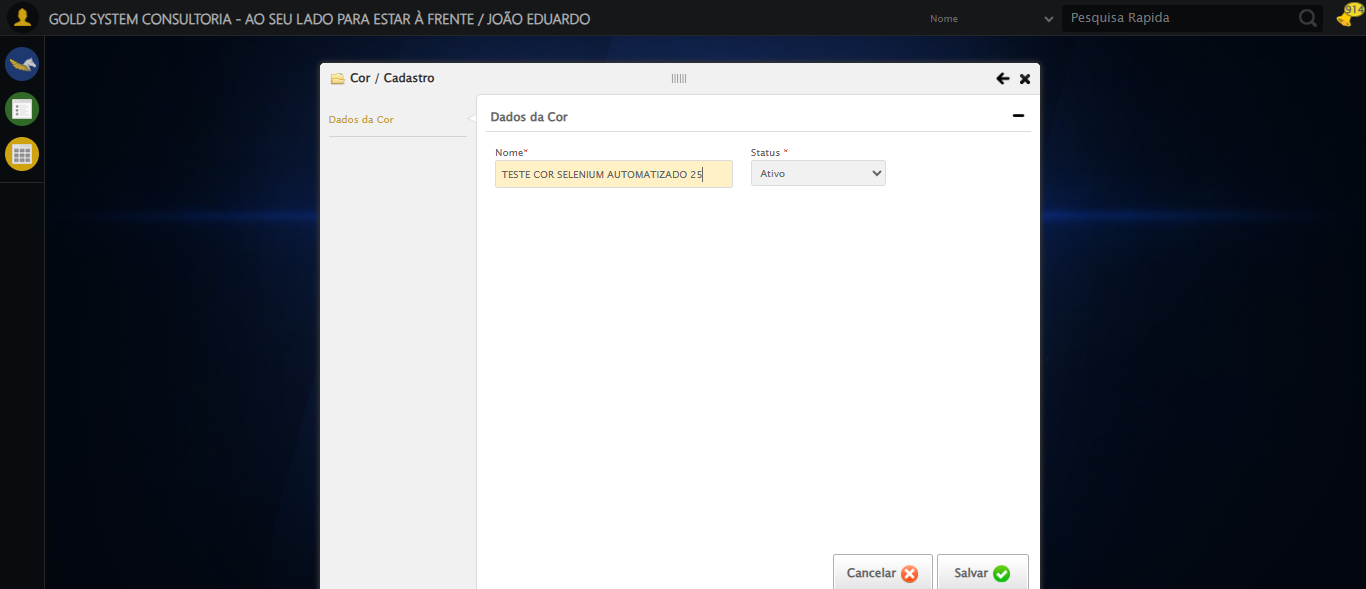 GOLD SYSTEM CONSULTORIA - AO SEU LADO PARA ESTAR À FRENTE / JOÃO EDUARDO
Nome
Pesquisa Rapida
914
Cor / Cadastro
Dados da Cor
Dados da Cor
Nome*
Status *
TESTE COR SELENIUM AUTOMATIZADO 25
Ativo
Cancelar
Salvar